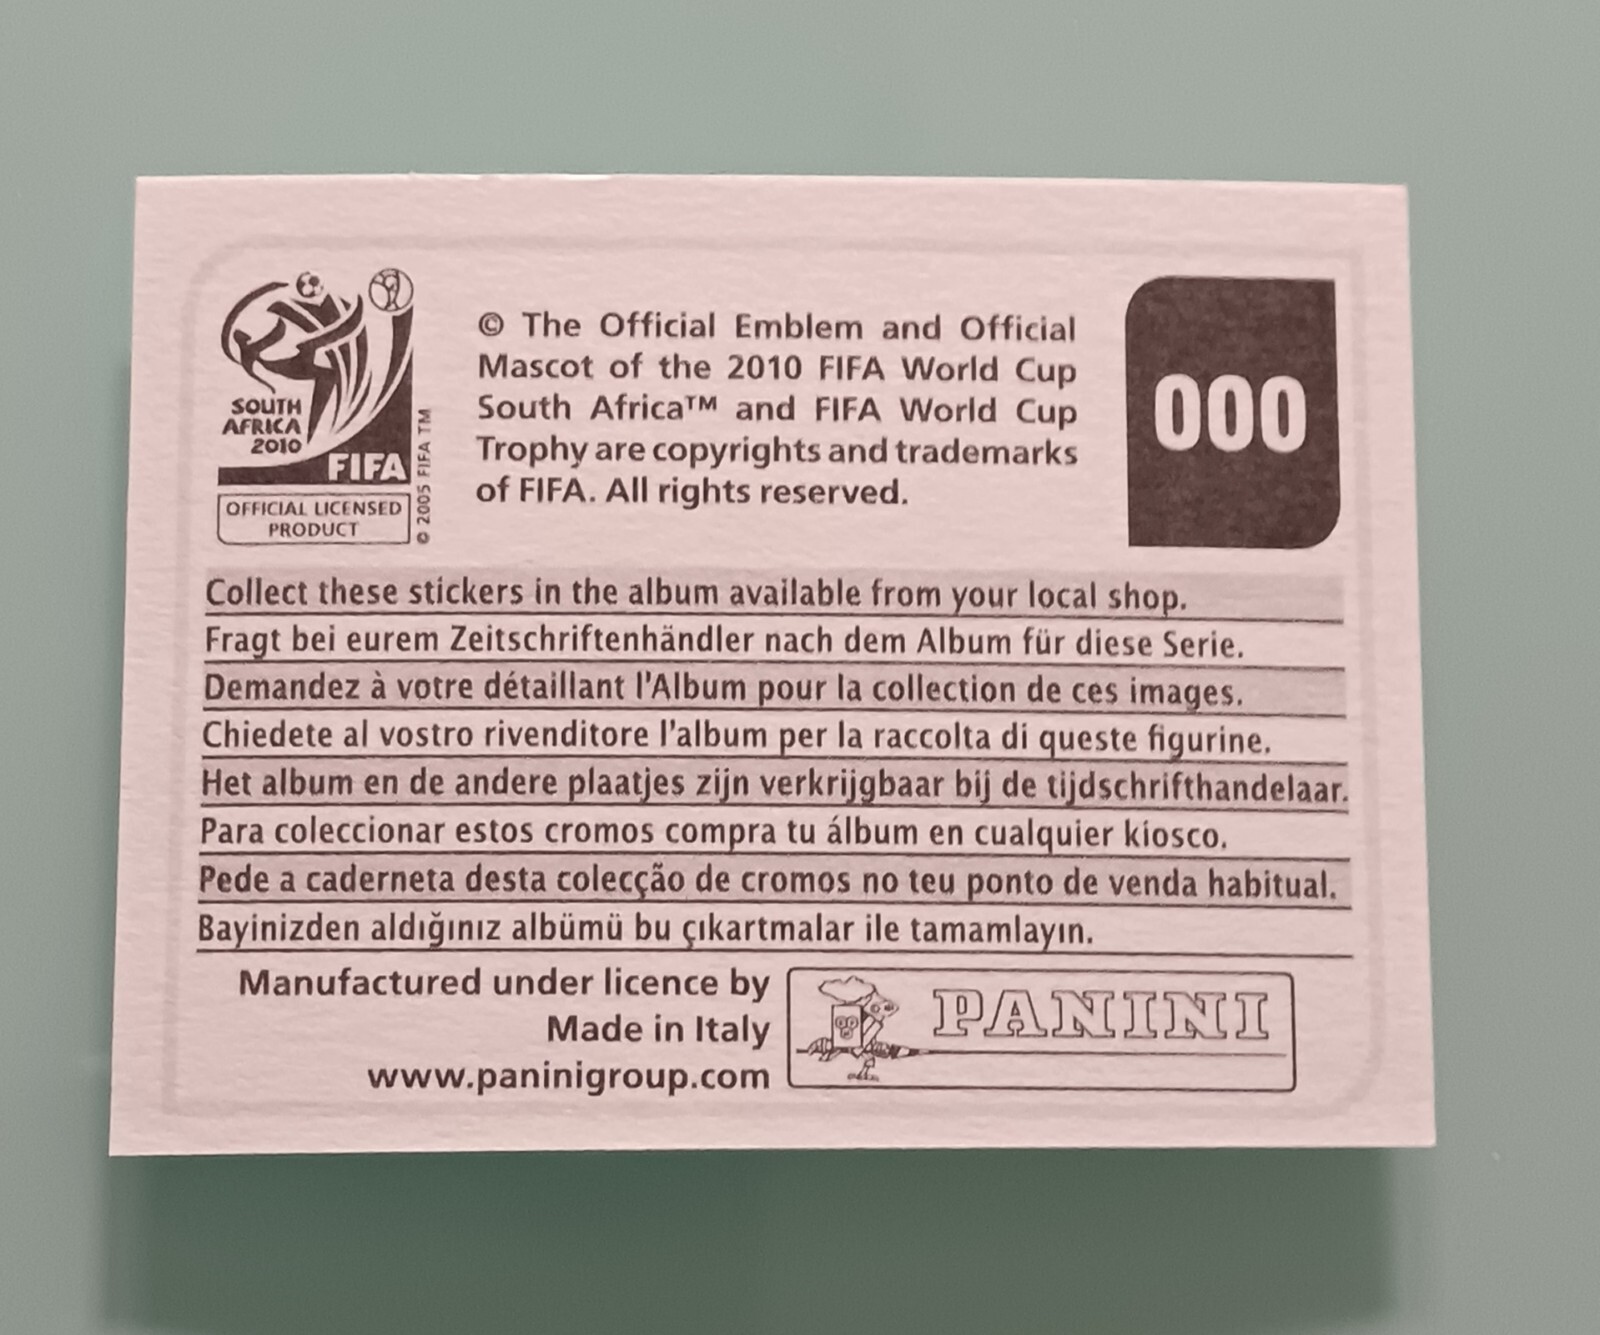 SOUTH
AFRICA
2010
FIFA
OFFICIAL LICENSED
PRODUCT
© 2005 FIFA TM
© The Official Emblem and Official
Mascot of the 2010 FIFA World Cup
South Africa™ and FIFA World Cup
Trophy are copyrights and trademarks
of FIFA. All rights reserved.
000
Collect these stickers in the album available from your local shop.
Fragt bei eurem Zeitschriftenhändler nach dem Album für diese Serie.
Demandez à votre détaillant l'Album pour la collection de ces images.
Chiedete al vostro rivenditore l'album per la raccolta di queste figurine.
Het album en de andere plaatjes zijn verkrijgbaar bij de tijdschrifthandelaar.
Para coleccionar estos cromos compra tu álbum en cualquier kiosco.
Pede a caderneta desta colecção de cromos no teu ponto de venda habitual.
Bayinizden aldığınız albümü bu çıkartmalar ile tamamlayın.
Manufactured under licence by
Made in Italy
www.paninigroup.com
PANINI